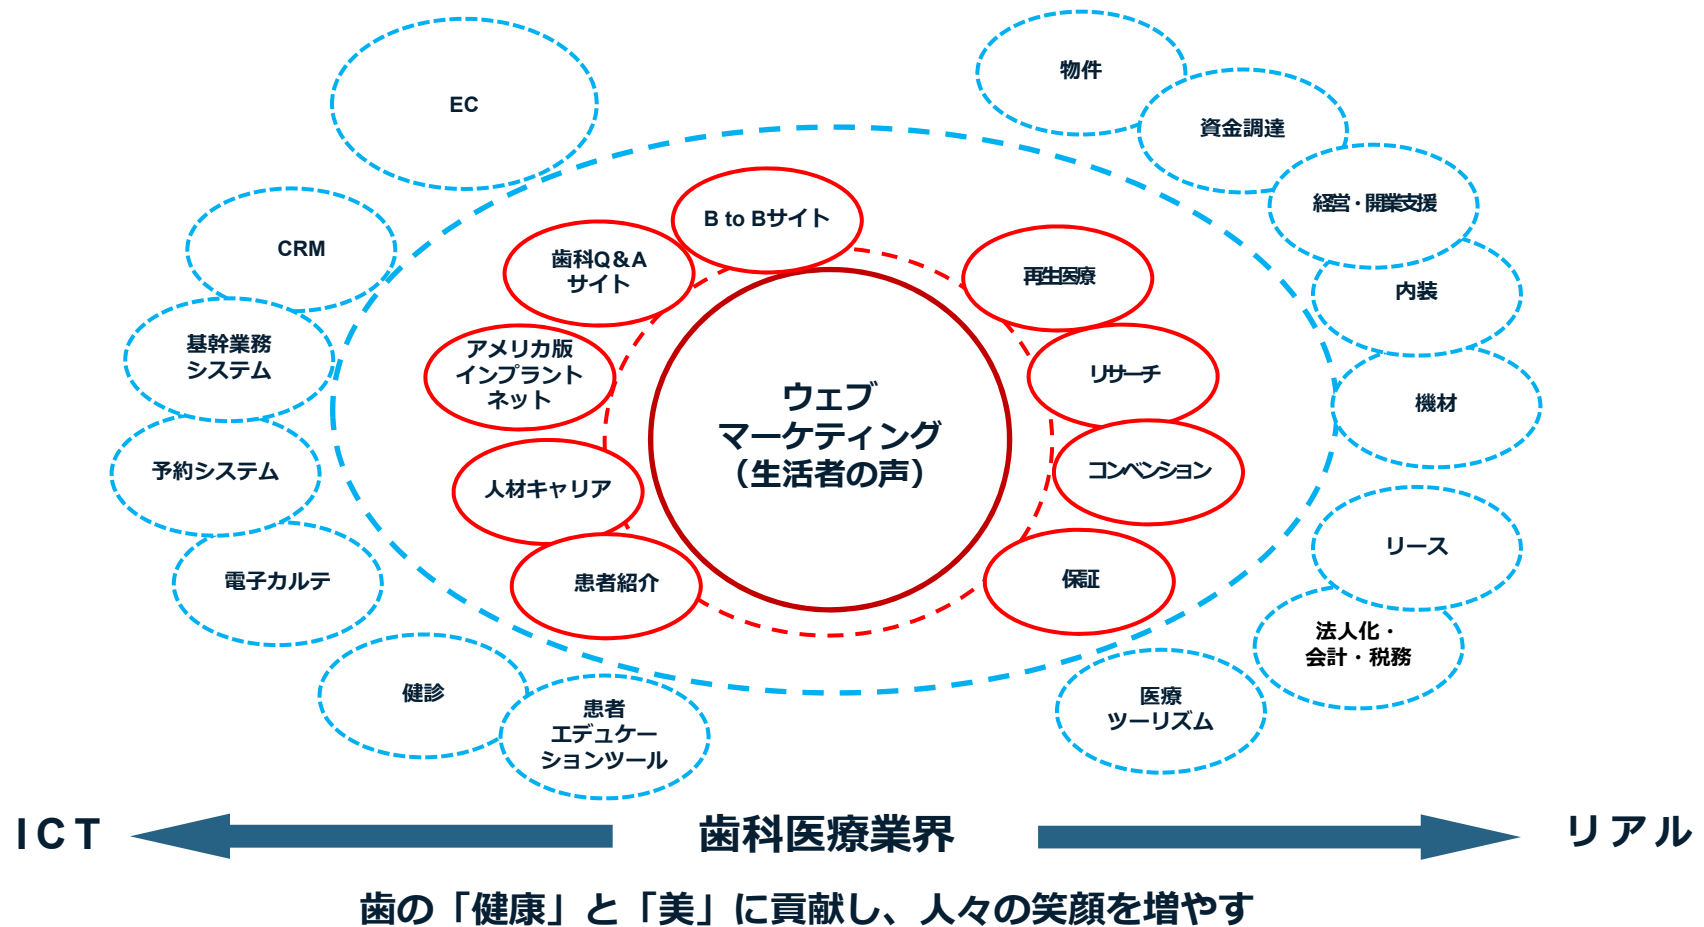 EC
物件
資金調達
経営・開業支援
B to Bサイト
CRM
歯科Q＆A
サイト
再生医療
内装
基幹業務
システム
アメリカ版
インプラント
ネット
リサーチ
機材
ウェブ
マーケティング
（生活者の声）
予約システム
人材キャリア
コンベンション
リース
電子カルテ
患者紹介
保証
法人化・
会計・税務
健診
患者
エデュケー
ションツール
医療
ツーリズム
ICT
歯科医療業界
リアル
歯の「健康」と「美」に貢献し、人々の笑顔を増やす